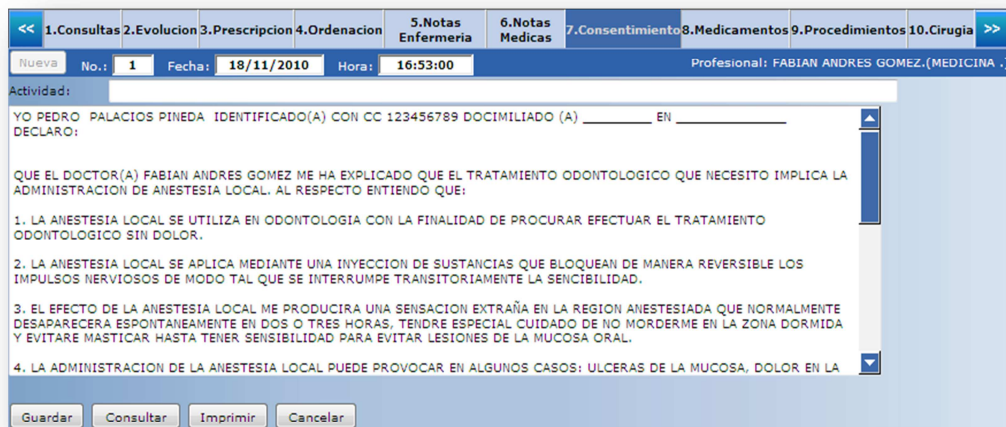 << 1.Consultas 2.Evolucion 3.Prescripcion 4.Ordenacion 5.Notas Enfermeria 6.Notas Medicas 7.Consentimiento 8.Medicamentos 9.Procedimientos 10.Cirugia >>
Nueva No.: 1 Fecha: 18/11/2010 Hora: 16:53:00 Profesional: FABIAN ANDRES GOMEZ.(MEDICINA .)
Actividad:
YO PEDRO PALACIOS PINEDA IDENTIFICADO(A) CON CC 123456789 DOCIMILIADO (A) __________ EN ________________
DECLARO:
QUE EL DOCTOR(A) FABIAN ANDRES GOMEZ ME HA EXPLICADO QUE EL TRATAMIENTO ODONTOLOGICO QUE NECESITO IMPLICA LA
ADMINISTRACION DE ANESTESIA LOCAL. AL RESPECTO ENTIENDO QUE:
1. LA ANESTESIA LOCAL SE UTILIZA EN ODONTOLOGIA CON LA FINALIDAD DE PROCURAR EFECTUAR EL TRATAMIENTO
ODONTOLOGICO SIN DOLOR.
2. LA ANESTESIA LOCAL SE APLICA MEDIANTE UNA INYECCION DE SUSTANCIAS QUE BLOQUEAN DE MANERA REVERSIBLE LOS
IMPULSOS NERVIOSOS DE MODO TAL QUE SE INTERRUMPE TRANSITORIAMENTE LA SENCIBILIDAD.
3. EL EFECTO DE LA ANESTESIA LOCAL ME PRODUCIRA UNA SENSACION EXTRAÑA EN LA REGION ANESTESIADA QUE NORMALMENTE
DESAPARECERA ESPONTANEAMENTE EN DOS O TRES HORAS, TENDRE ESPECIAL CUIDADO DE NO MORDERME EN LA ZONA DORMIDA
Y EVITARE MASTICAR HASTA TENER SENSIBILIDAD PARA EVITAR LESIONES DE LA MUCOSA ORAL.
4. LA ADMINISTRACION DE LA ANESTESIA LOCAL PUEDE PROVOCAR EN ALGUNOS CASOS: ULCERAS DE LA MUCOSA, DOLOR EN LA
Guardar Consultar Imprimir Cancelar